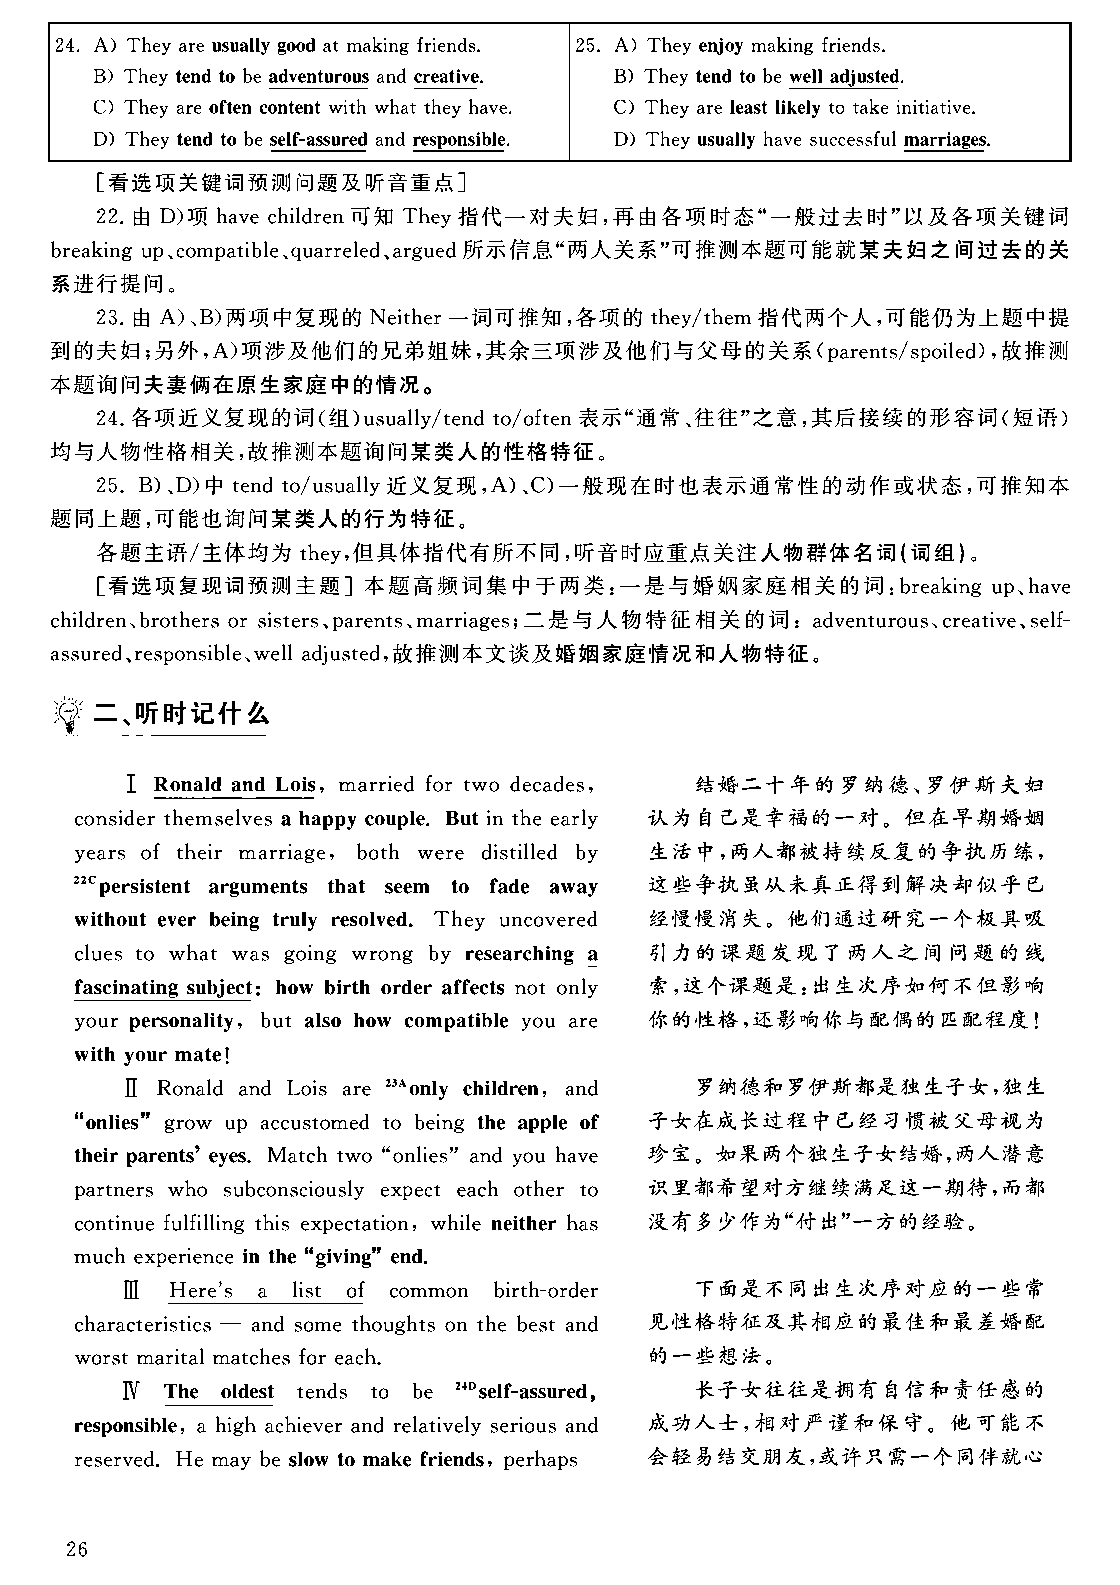 24. A) They are usually good at making friends.
B) They tend to be adventurous and creative.
C) They are often content with what they have.
D) They tend to be self-assured and responsible.
25. A) They enjoy making friends.
B) They tend to be well adjusted.
C) They are least likely to take initiative.
D) They usually have successful marriages.
[看选项关键词预测问题及听音重点]
22. 由 D)项 have children 可知 They 指代一对夫妇,再由各项时态“一般过去时”以及各项关键词
breaking up、compatible、quarreled、argued 所示信息“两人关系”可推测本题可能就某夫妇之间过去的关
系进行提问。
23. 由 A)、B)两项中复现的 Neither 一词可推知,各项的 they/them 指代两个人,可能仍为上题中提
到的夫妇;另外,A)项涉及他们的兄弟姐妹,其余三项涉及他们与父母的关系(parents/spoiled),故推测
本题询问夫妻俩在原生家庭中的情况。
24. 各项近义复现的词(组)usually/tend to/often 表示“通常、往往”之意,其后接续的形容词(短语)
均与人物性格相关,故推测本题询问某类人的性格特征。
25. B)、D)中 tend to/usually 近义复现,A)、C)一般现在时也表示通常性的动作或状态,可推知本
题同上题,可能也询问某类人的行为特征。
各题主语/主体均为 they,但具体指代有所不同,听音时应重点关注人物群体名词(词组)。
[看选项复现词预测主题] 本题高频词集中于两类:一是与婚姻家庭相关的词:breaking up、have
children、brothers or sisters、parents、marriages;二是与人物特征相关的词: adventurous、creative、self-
assured、responsible、well adjusted,故推测本文谈及婚姻家庭情况和人物特征。
二、听时记什么
Ⅰ Ronald and Lois, married for two decades,
consider themselves a happy couple. But in the early
years of their marriage, both were distilled by
22C persistent arguments that seem to fade away
without ever being truly resolved. They uncovered
clues to what was going wrong by researching a
fascinating subject: how birth order affects not only
your personality, but also how compatible you are
with your mate!
Ⅱ Ronald and Lois are 23A only children, and
“onlies” grow up accustomed to being the apple of
their parents’ eyes. Match two “onlies” and you have
partners who subconsciously expect each other to
continue fulfilling this expectation, while neither has
much experience in the “giving” end.
Ⅲ Here’s a list of common birth-order
characteristics — and some thoughts on the best and
worst marital matches for each.
Ⅳ The oldest tends to be 24D self-assured,
responsible, a high achiever and relatively serious and
reserved. He may be slow to make friends, perhaps
结婚二十年的罗纳德、罗伊斯夫妇
认为自己是幸福的一对。但在早期婚姻
生活中,两人都被持续反复的争执历练,
这些争执虽从未真正得到解决却似乎已
经慢慢消失。他们通过研究一个极具吸
引力的课题发现了两人之间问题的线
索,这个课题是:出生次序如何不但影响
你的性格,还影响你与配偶的匹配程度!
罗纳德和罗伊斯都是独生子女,独生
子女在成长过程中已经习惯被父母视为
珍宝。如果两个独生子女结婚,两人潜意
识里都希望对方继续满足这一期待,而都
没有多少作为“付出”一方的经验。
下面是不同出生次序对应的一些常
见性格特征及其相应的最佳和最差婚配
的一些想法。
长子女往往是拥有自信和责任感的
成功人士,相对严谨和保守。他可能不
会轻易结交朋友,或许只需一个同伴就心
26